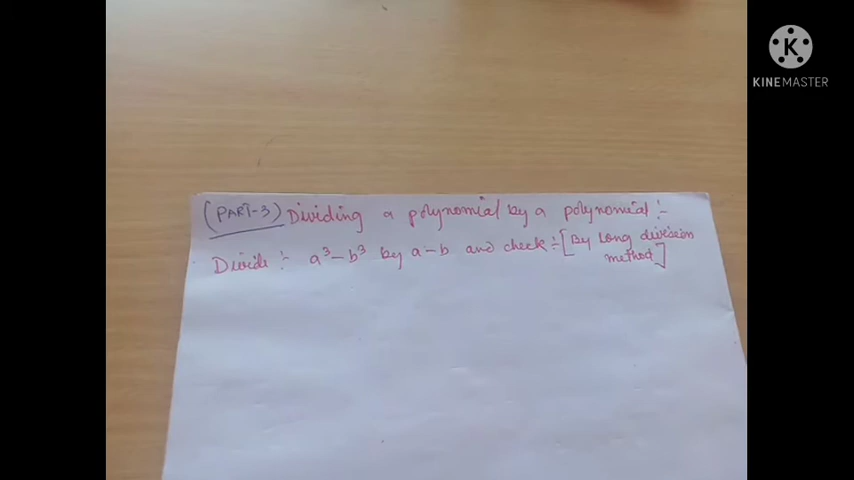 (PART-3) Dividing a polynomial by a polynomial :-
Divide :- a³-b³ by a-b and check :- [By Long division
method]
K
KINEMASTER